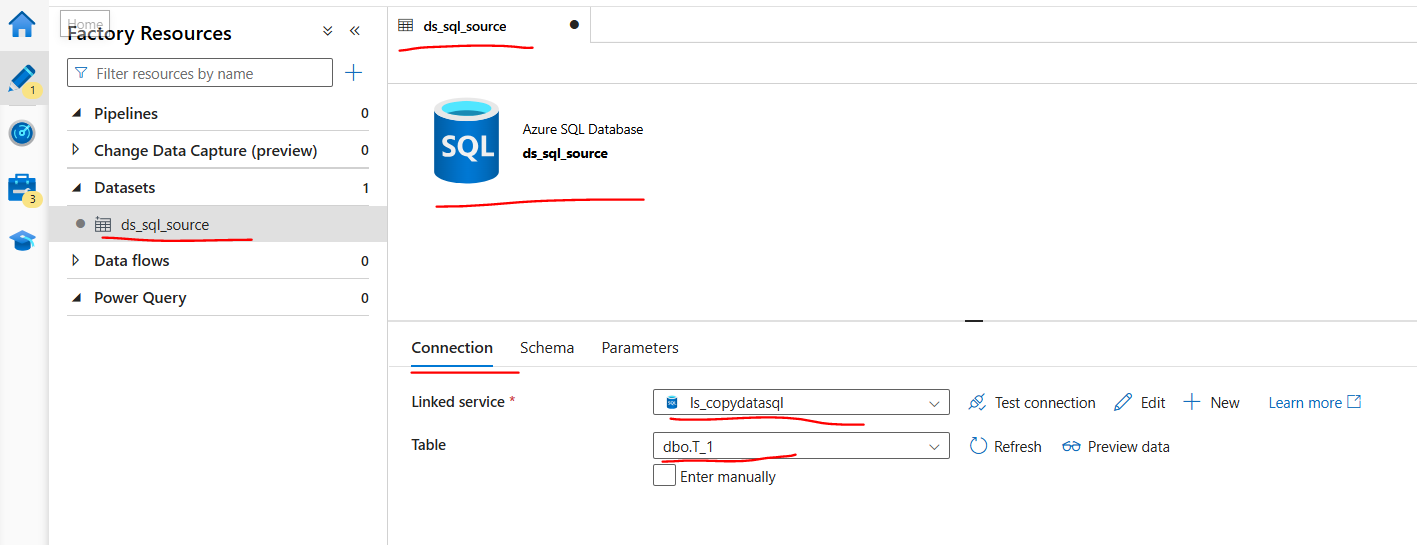 Home
Factory Resources
Filter resources by name
Pipelines 0
Change Data Capture (preview) 0
Datasets 1
ds_sql_source
Data flows 0
Power Query 0
1
3
ds_sql_source
SQL
Azure SQL Database
ds_sql_source
Connection Schema Parameters
Linked service * SQL ls_copydatasql Test connection Edit New Learn more
Table dbo.T_1 Refresh Preview data
Enter manually